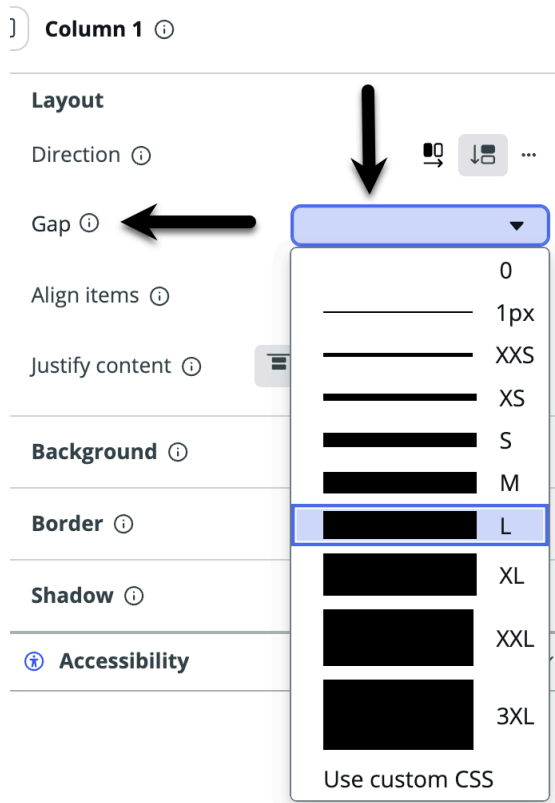 Column 1
Layout
Direction
Gap
0
1px
XXS
XS
S
M
L
XL
XXL
3XL
Use custom CSS
Align items
Justify content
Background
Border
Shadow
Accessibility